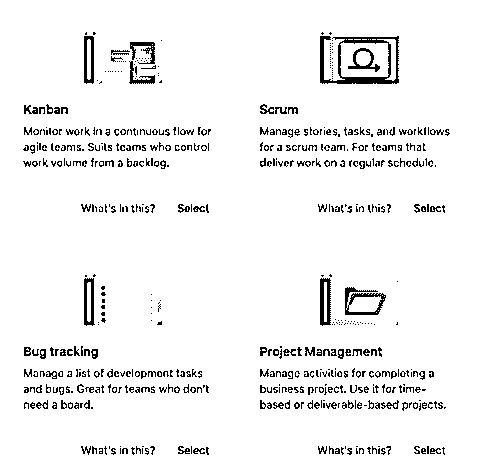 Kanban
Monitor work in a continuous flow for
agile teams. Suits teams who control
work volume from a backlog.
What's in this? Select
Scrum
Manage stories, tasks, and workflows
for a scrum team. For teams that
deliver work on a regular schedule.
What's in this? Select
Bug tracking
Manage a list of development tasks
and bugs. Great for teams who don't
need a board.
What's in this? Select
Project Management
Manage activities for completing a
business project. Use it for time-
based or deliverable-based projects.
What's in this? Select